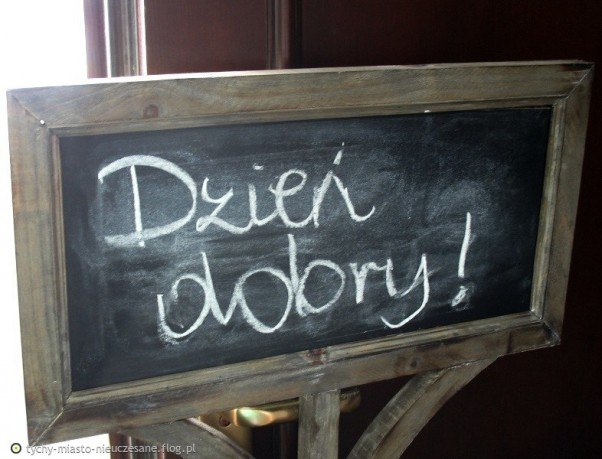 Dzień
dobry!
tychy-miasto-nieuczesane.flog.pl